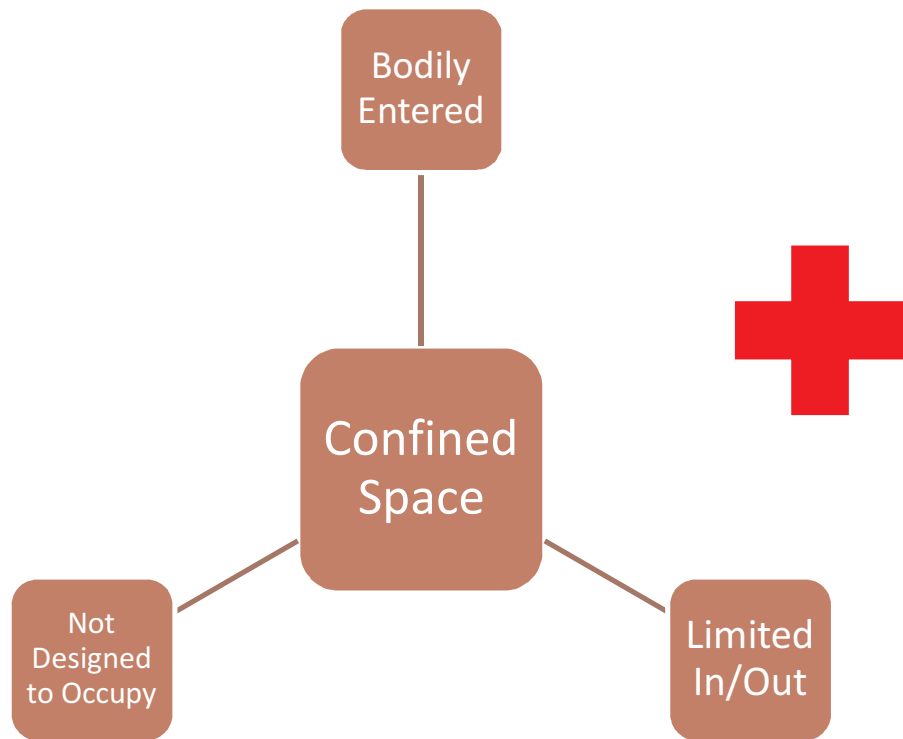 Bodily
Entered
Confined
Space
Not
Designed
to Occupy
Limited
In/Out